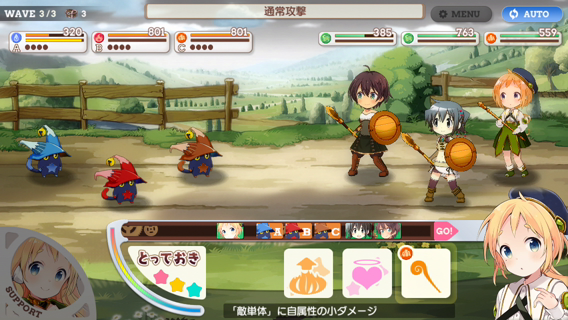 WAVE 3/3 3
通常攻撃
MENU
AUTO
320
A
801
B
801
C
385
763
559
A B C GO!
とっておき
SUPPORT
「敵単体」に自属性の小ダメージ